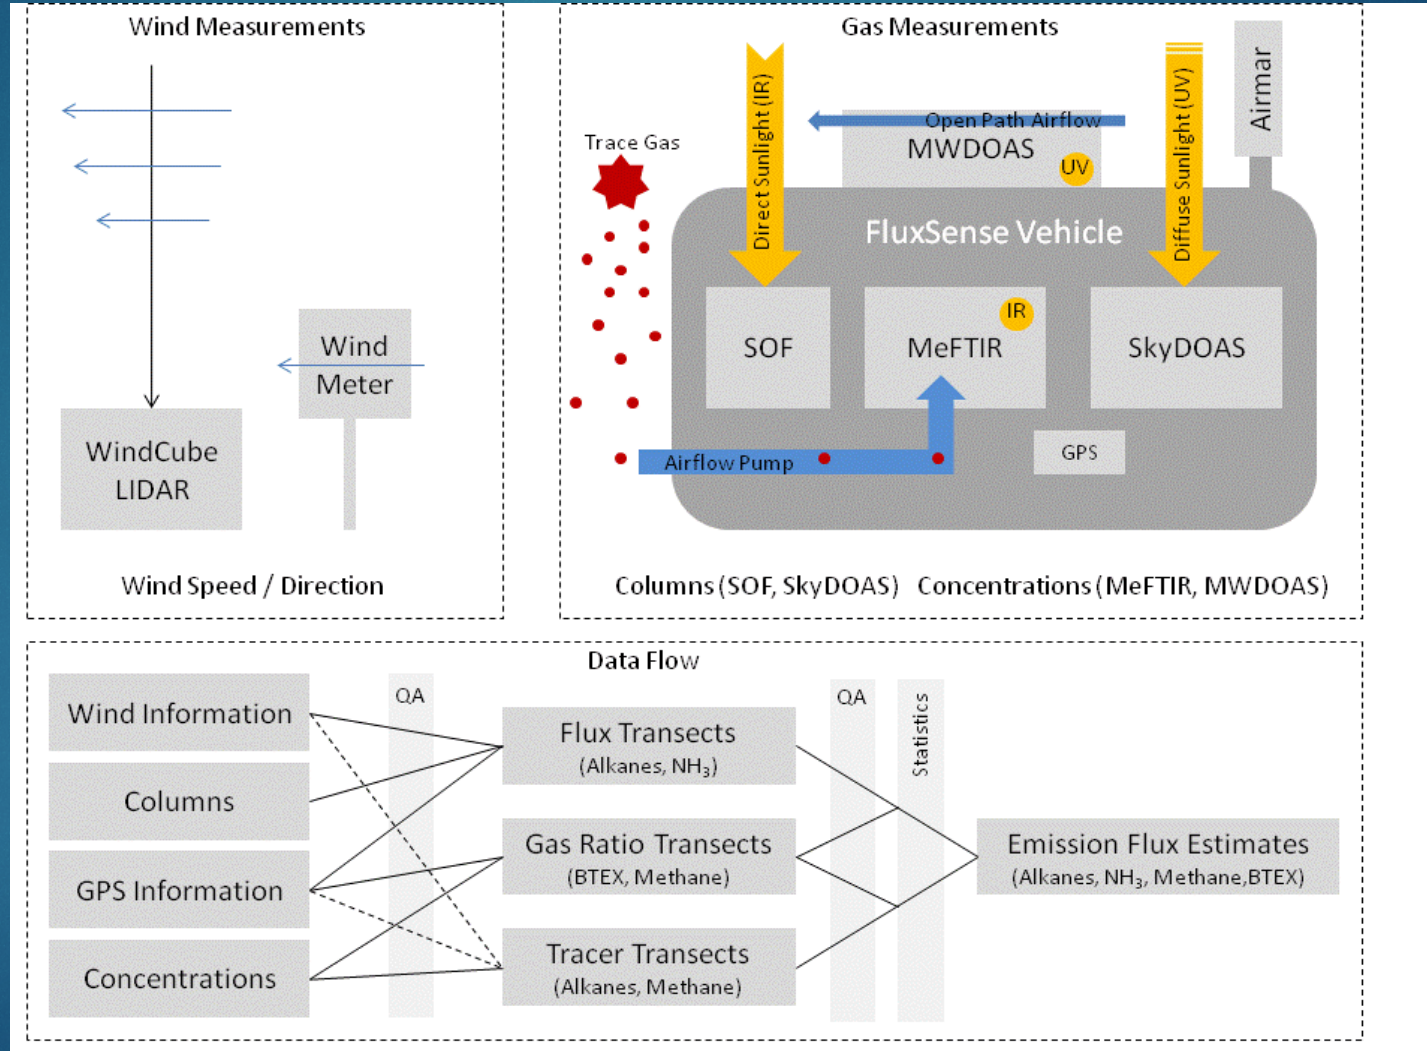 Wind Measurements
Wind
Meter
WindCube
LIDAR
Wind Speed / Direction
Gas Measurements
Trace Gas
Direct Sunlight (IR)
Open Path Airflow
MWDOAS
UV
Diffuse Sunlight (UV)
Airmar
FluxSense Vehicle
SOF
IR
MeFTIR
SkyDOAS
Airflow Pump
GPS
Columns (SOF, SkyDOAS) Concentrations (MeFTIR, MWDOAS)
Data Flow
Wind Information
Columns
GPS Information
Concentrations
QA
Flux Transects
(Alkanes, NH₃)
Gas Ratio Transects
(BTEX, Methane)
Tracer Transects
(Alkanes, Methane)
QA
Statistics
Emission Flux Estimates
(Alkanes, NH₃, Methane,BTEX)